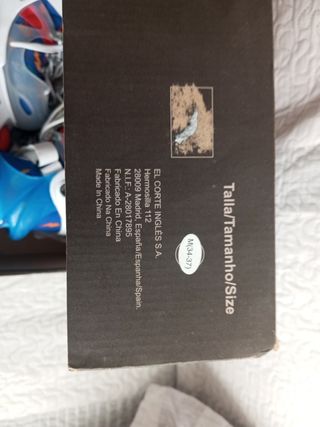 Talla/Tamanho/Size
M(34-37)
EL CORTE INGLÉS S.A.
Hermosilla 112
28009 Madrid, España/Espanha/Spain.
N.I.F: A-28017895
Fabricado En China
Fabricado Na China
Made In China